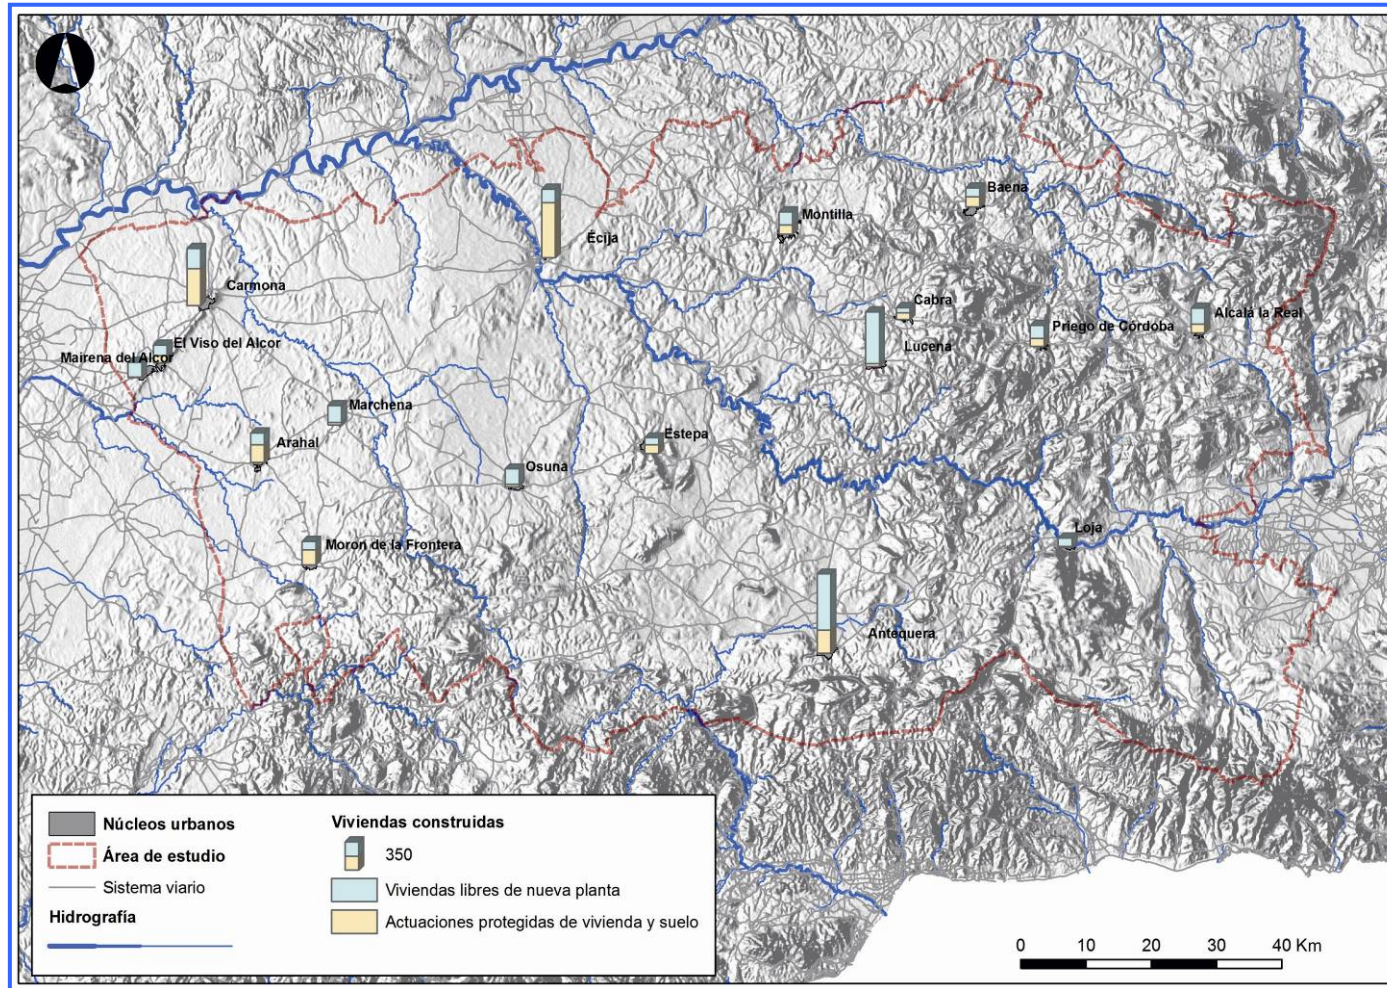 Baena
Montilla
Écija
Carmona
Cabra
Alcalá la Real
Priego de Córdoba
Lucena
El Viso del Alcor
Mairena del Alcor
Marchena
Arahal
Estepa
Osuna
Loja
Morón de la Frontera
Antequera
Núcleos urbanos
Área de estudio
Sistema viario
Hidrografía
Viviendas construidas
350
Viviendas libres de nueva planta
Actuaciones protegidas de vivienda y suelo
0 10 20 30 40 Km